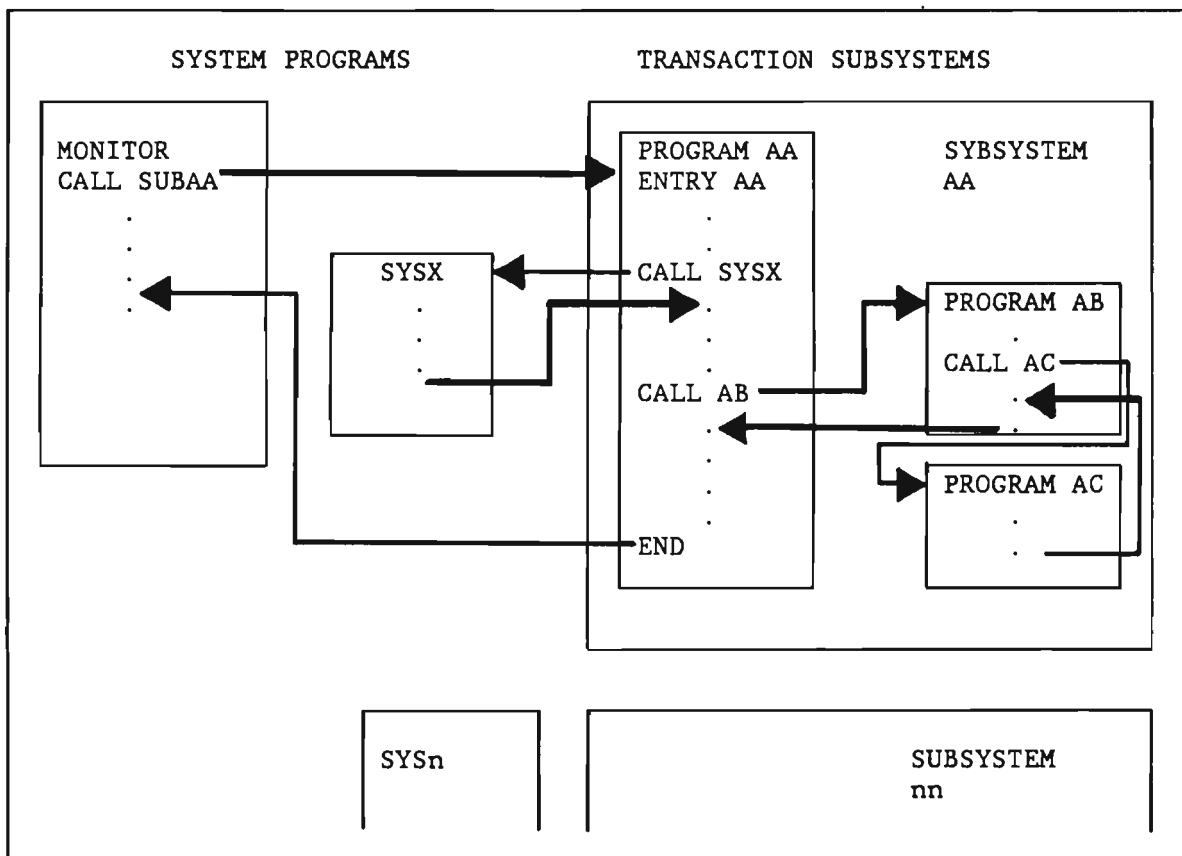 SYSTEM PROGRAMS
TRANSACTION SUBSYSTEMS
MONITOR
CALL SUBAA
PROGRAM AA
ENTRY AA
SYBSYSTEM
AA
SYSX
CALL SYSX
PROGRAM AB
CALL AC
CALL AB
PROGRAM AC
END
SYSn
SUBSYSTEM
nn